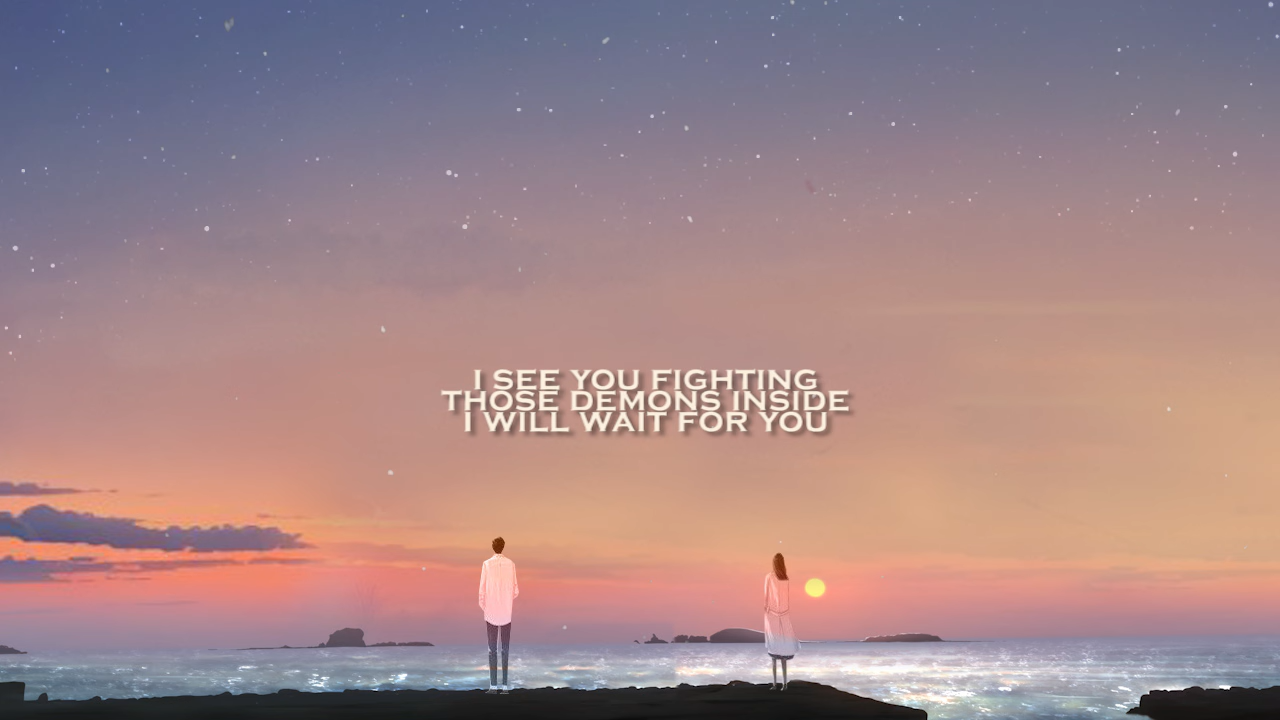 I SEE YOU FIGHTING
THOSE DEMONS INSIDE
I WILL WAIT FOR YOU